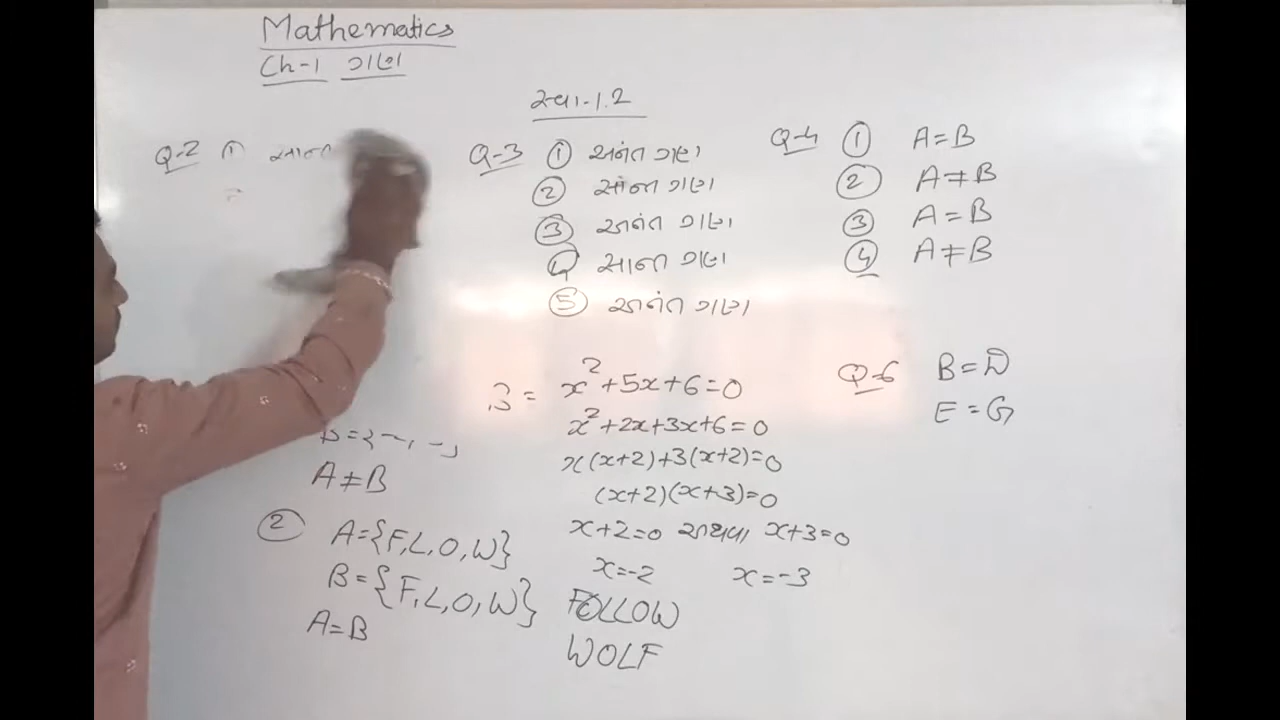 Mathematics
Ch-1 ગણ
સ્વા-1.2
Q-2 ①
Q-3 ① અનંત ગણ
② સાંન્ત ગણ
③ અનંત ગણ
④ સાન્ત ગણ
⑤ અનંત ગણ
Q-4 ① A=B
② A≠B
③ A=B
④ A≠B
A≠B
② A={F,L,O,W}
B={F,L,O,W}
A=B
B = x²+5x+6=0
x²+2x+3x+6=0
x(x+2)+3(x+2)=0
(x+2)(x+3)=0
x+2=0 અથવા x+3=0
x=-2 x=-3
FOLLOW
WOLF
Q-6 B=D
E=G